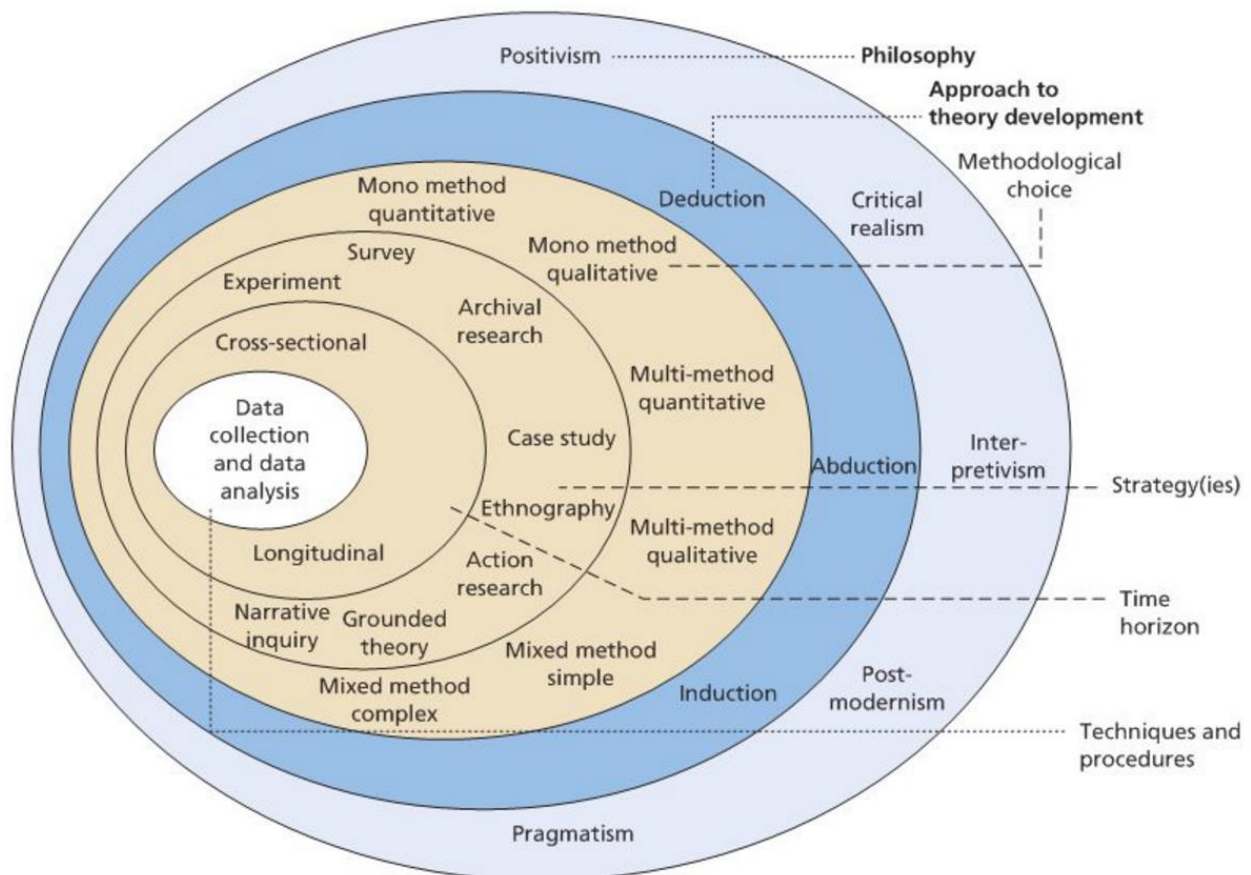 Positivism
Philosophy
Approach to
theory development
Methodological
choice
Mono method
quantitative
Deduction
Critical
realism
Survey
Mono method
qualitative
Experiment
Archival
research
Cross-sectional
Multi-method
quantitative
Data
collection
and data
analysis
Case study
Abduction
Inter-
pretivism
Strategy(ies)
Ethnography
Multi-method
qualitative
Longitudinal
Action
research
Time
horizon
Narrative
inquiry
Grounded
theory
Mixed method
simple
Mixed method
complex
Induction
Post-
modernism
Techniques and
procedures
Pragmatism